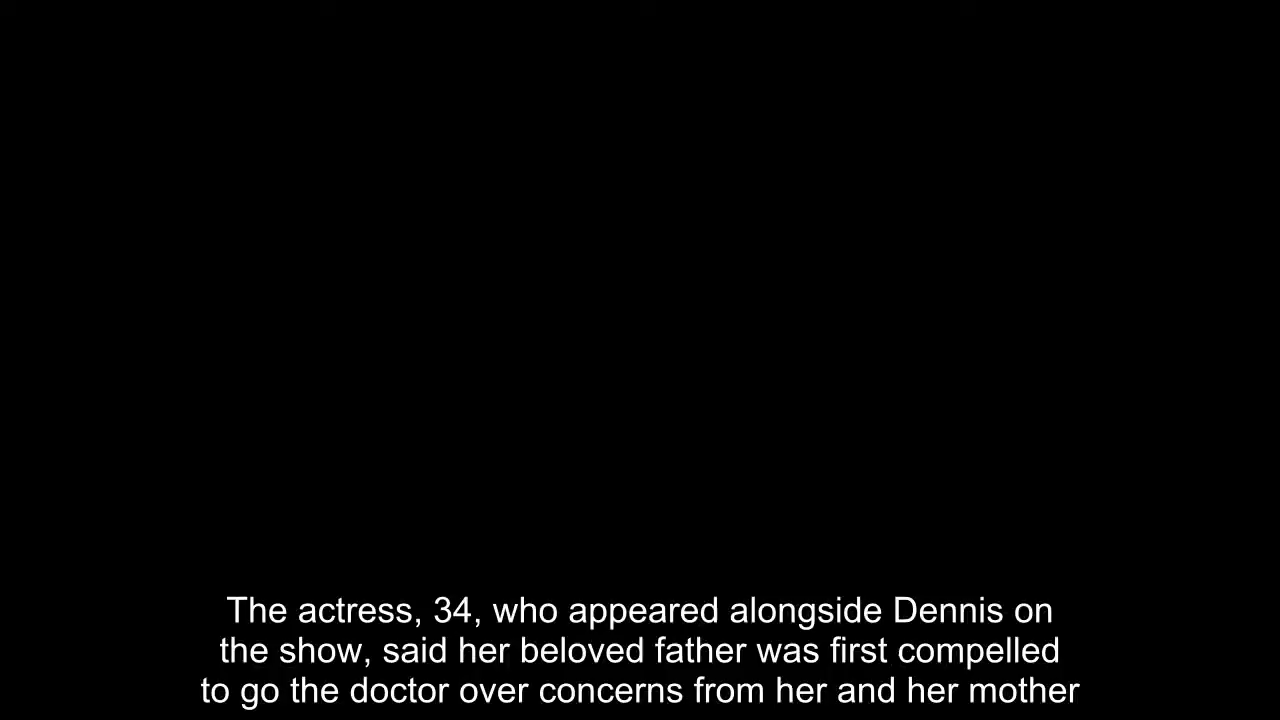 The actress, 34, who appeared alongside Dennis on
the show, said her beloved father was first compelled
to go the doctor over concerns from her and her mother